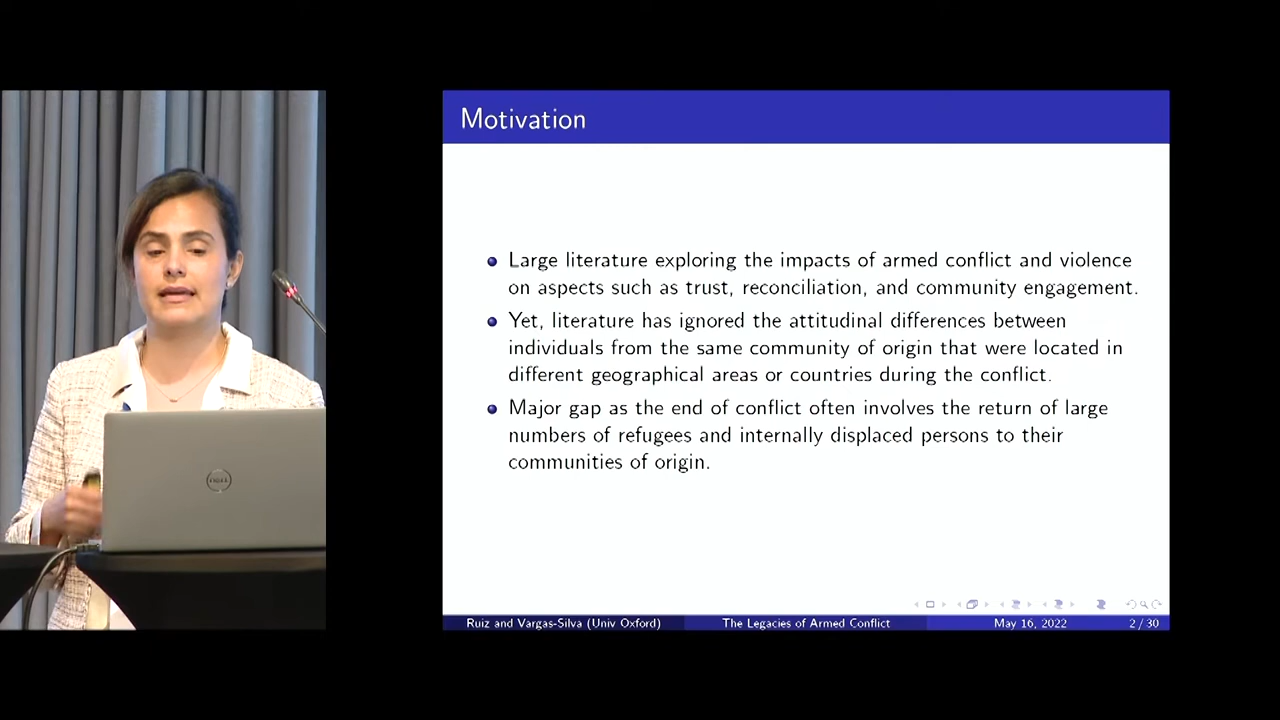 Motivation
Large literature exploring the impacts of armed conflict and violence
on aspects such as trust, reconciliation, and community engagement.
Yet, literature has ignored the attitudinal differences between
individuals from the same community of origin that were located in
different geographical areas or countries during the conflict.
Major gap as the end of conflict often involves the return of large
numbers of refugees and internally displaced persons to their
communities of origin.
Ruiz and Vargas-Silva (Univ Oxford)
The Legacies of Armed Conflict
May 16, 2022
2 / 30
DELL